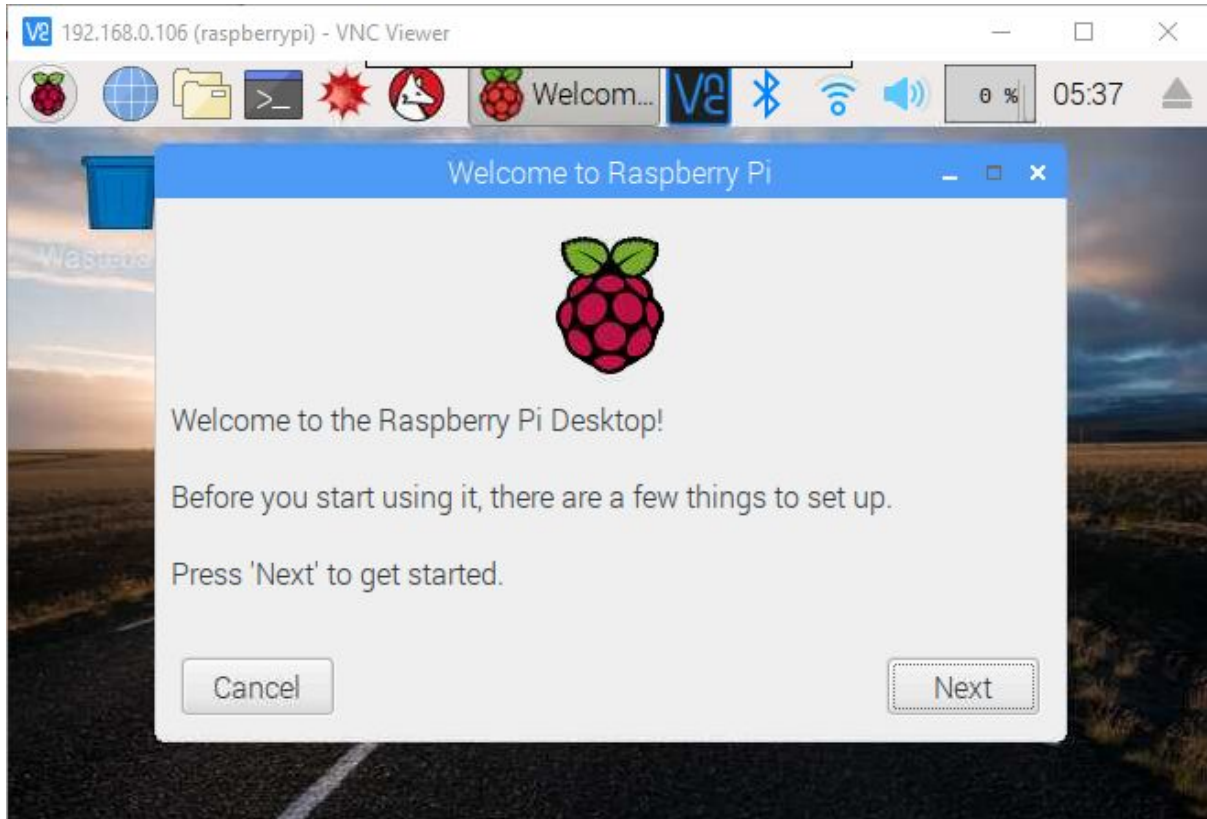 192.168.0.106 (raspberrypi) - VNC Viewer
Welcom... 0 % 05:37
Welcome to Raspberry Pi
Welcome to the Raspberry Pi Desktop!
Before you start using it, there are a few things to set up.
Press 'Next' to get started.
Cancel Next